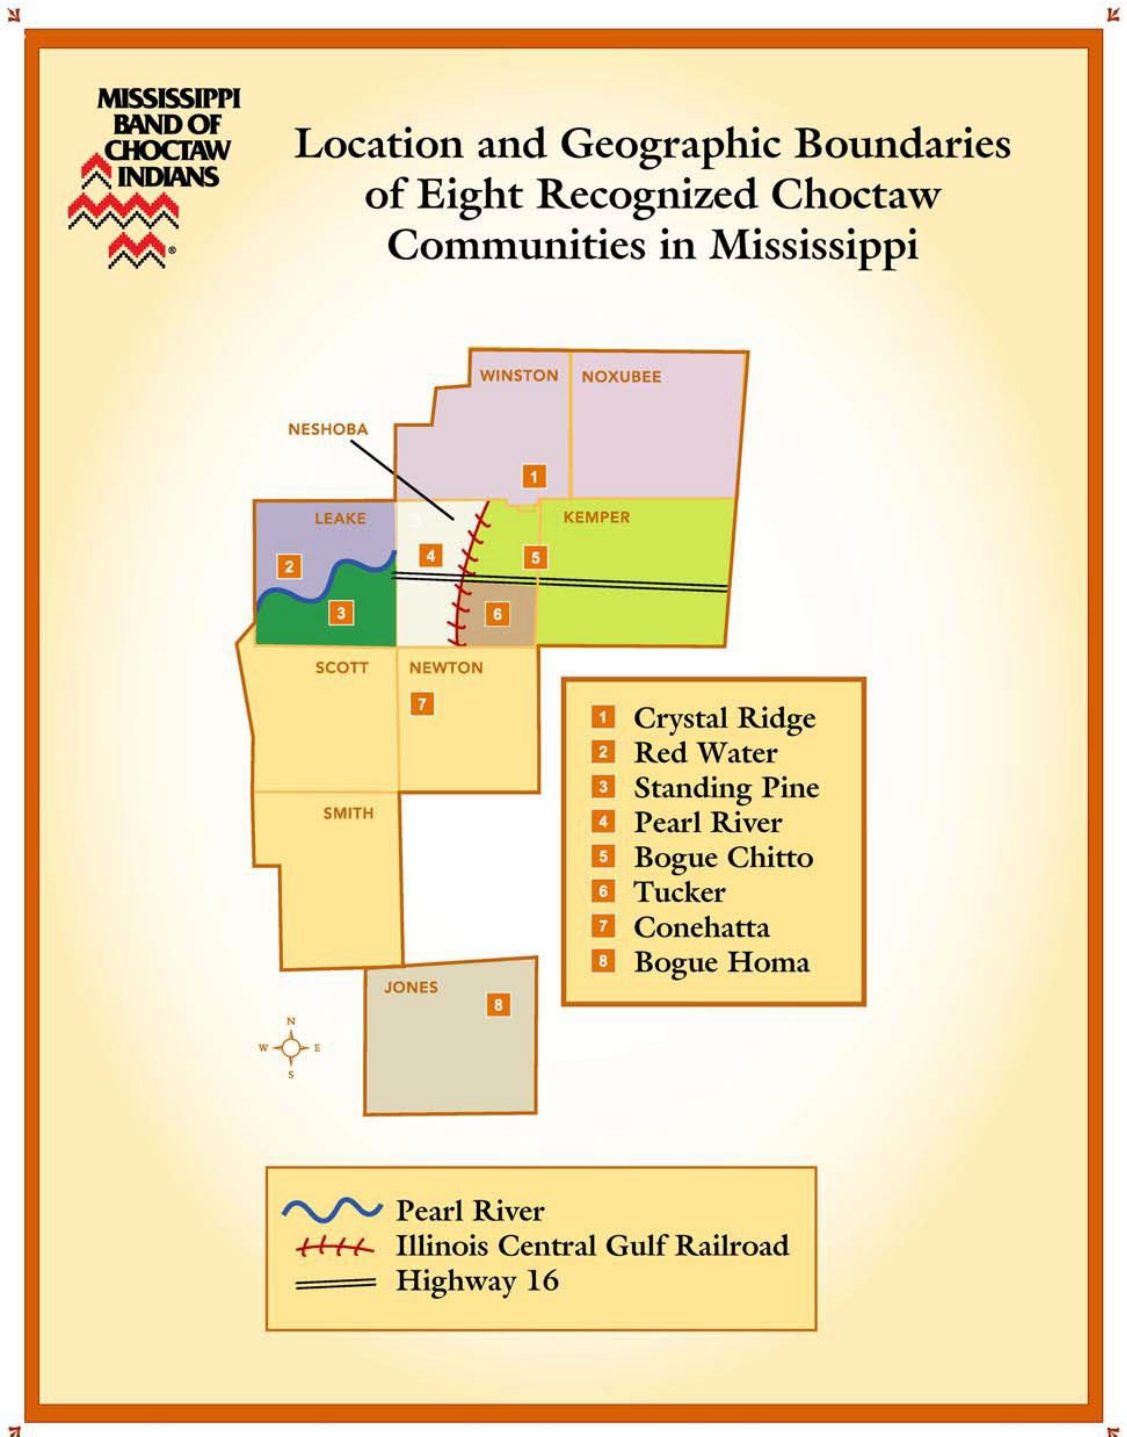 MISSISSIPPI
BAND OF
CHOCTAW
INDIANS
®
Location and Geographic Boundaries
of Eight Recognized Choctaw
Communities in Mississippi
WINSTON
NOXUBEE
NESHOBA
1
LEAKE
KEMPER
2
4
5
3
6
SCOTT
NEWTON
7
SMITH
1 Crystal Ridge
2 Red Water
3 Standing Pine
4 Pearl River
5 Bogue Chitto
6 Tucker
7 Conehatta
8 Bogue Homa
JONES
8
N
W E
S
Pearl River
Illinois Central Gulf Railroad
Highway 16